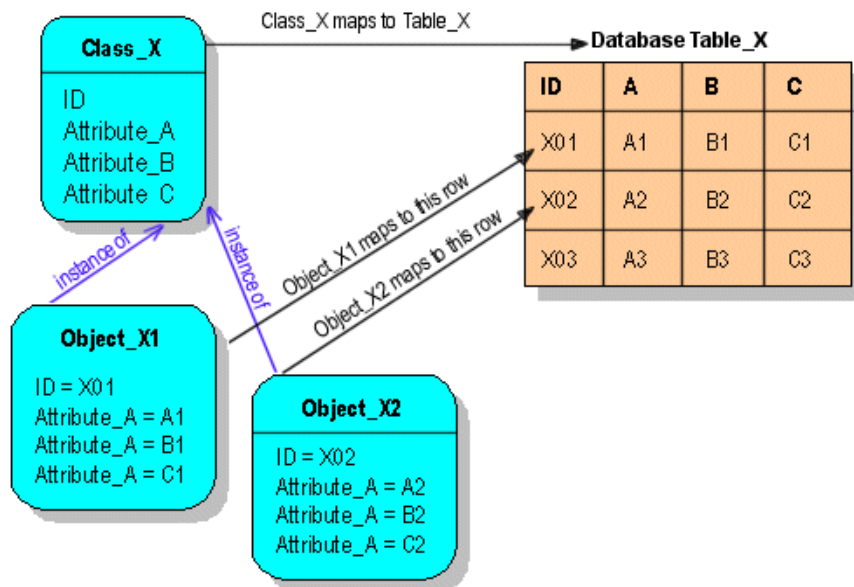 Class_X maps to Table_X
Class_X
ID
Attribute_A
Attribute_B
Attribute C
Database Table_X
ID A B C
X01 A1 B1 C1
X02 A2 B2 C2
X03 A3 B3 C3
instance of
instance of
Object_X1 maps to this row
Object_X2 maps to this row
Object_X1
ID = X01
Attribute_A = A1
Attribute_A = B1
Attribute_A = C1
Object_X2
ID = X02
Attribute_A = A2
Attribute_A = B2
Attribute_A = C2